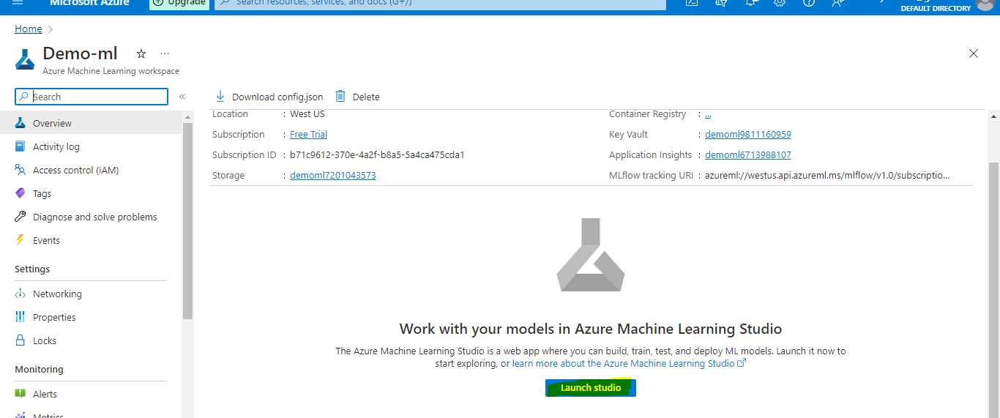 Microsoft Azure
Upgrade
Search resources, services, and docs (G+/)
DEFAULT DIRECTORY
Home
Demo-ml
Azure Machine Learning workspace
Search
Download config.json
Delete
Overview
Activity log
Access control (IAM)
Tags
Diagnose and solve problems
Events
Settings
Networking
Properties
Locks
Monitoring
Alerts
Metrics
Location : West US
Container Registry : ...
Subscription : Free Trial
Key Vault : demoml9811160959
Subscription ID : b71c9612-370e-4a2f-b8a5-5a4ca475cda1
Application Insights : demoml6713988107
Storage : demoml7201043573
MLflow tracking URI : azureml://westus.api.azureml.ms/mlflow/v1.0/subscriptio...
Work with your models in Azure Machine Learning Studio
The Azure Machine Learning Studio is a web app where you can build, train, test, and deploy ML models. Launch it now to
start exploring, or learn more about the Azure Machine Learning Studio
Launch studio